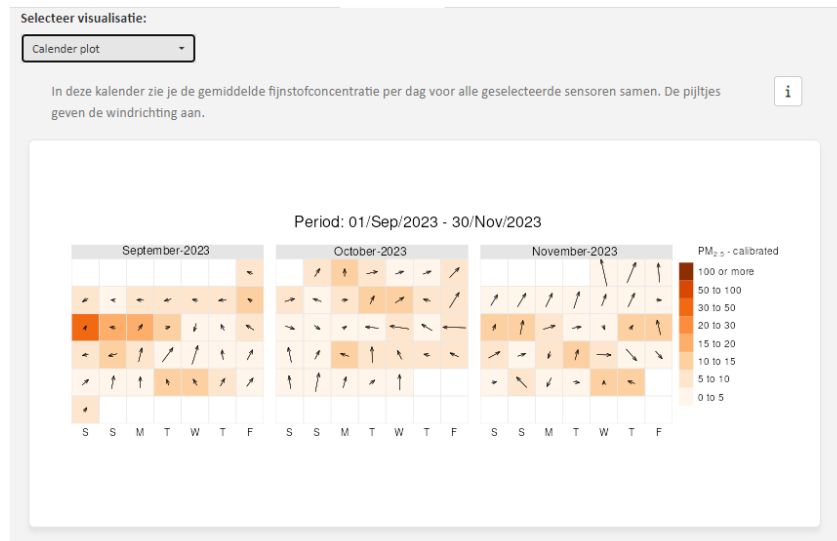 Selecteer visualisatie:
Calender plot
In deze kalender zie je de gemiddelde fijnstofconcentratie per dag voor alle geselecteerde sensoren samen. De pijltjes
geven de windrichting aan.
i
Period: 01/Sep/2023 - 30/Nov/2023
September-2023
October-2023
November-2023
S S M T W T F
S S M T W T F
S S M T W T F
PM2.5 - calibrated
100 or more
50 to 100
30 to 50
20 to 30
15 to 20
10 to 15
5 to 10
0 to 5